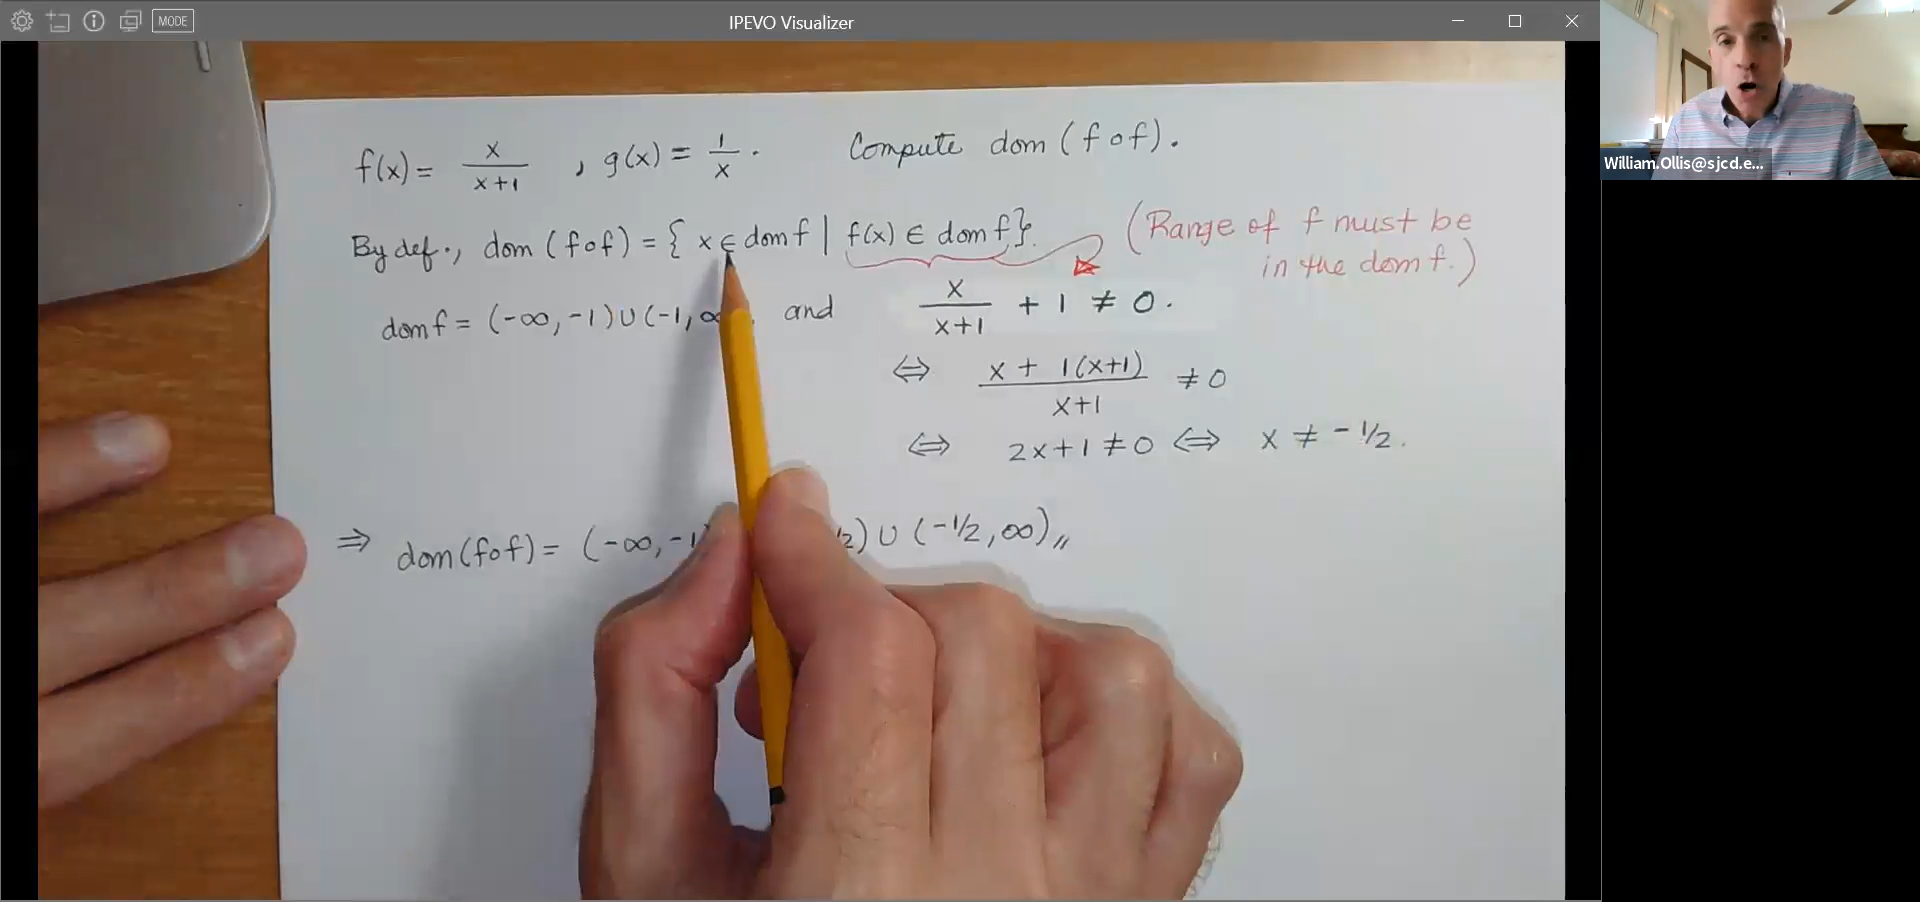 MODE
IPEVO Visualizer
William.Ollis@sjcd.e...
f(x) = x/(x+1) , g(x) = 1/x . Compute dom (f∘f).
By def., dom (f∘f) = { x ∈ dom f | f(x) ∈ dom f }. (Range of f must be
in the dom f.)
dom f = (-∞, -1) ∪ (-1, ∞ and x/(x+1) + 1 ≠ 0.
⇔ (x + 1(x+1))/(x+1) ≠ 0
⇔ 2x+1 ≠ 0 ⇔ x ≠ -1/2.
⇒ dom (f∘f) = (-∞, -1) /2) ∪ (-1/2, ∞),,